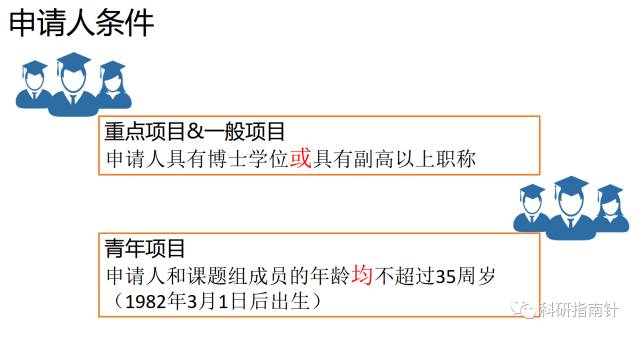 申请人条件
重点项目&一般项目
申请人具有博士学位或具有副高以上职称
青年项目
申请人和课题组成员的年龄均不超过35周岁
（1982年3月1日后出生）
科研指南针